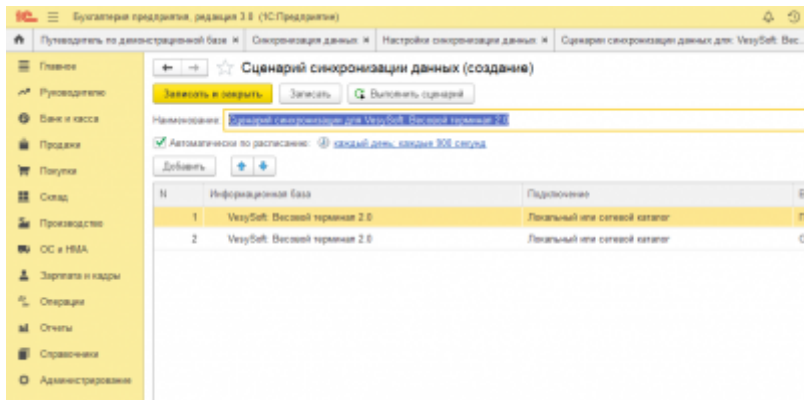 1С Бухгалтерия предприятия, редакция 3.0 (1С:Предприятие)
Путеводитель по демонстрационной базе × Синхронизация данных × Настройки синхронизации данных × Сценарии синхронизации данных для: VesySoft: Вес...
Главное
Руководителю
Банк и касса
Продажи
Покупки
Склад
Производство
ОС и НМА
Зарплата и кадры
Операции
Отчеты
Справочники
Администрирование
Сценарий синхронизации данных (создание)
Записать и закрыть Записать Выполнить сценарий
Наименование: Сценарий синхронизации для VesySoft: Весовой терминал 2.0
Автоматически по расписанию: каждый день; каждые 900 секунд
Добавить
N Информационная база Подключение
1 VesySoft: Весовой терминал 2.0 Локальный или сетевой каталог
2 VesySoft: Весовой терминал 2.0 Локальный или сетевой каталог